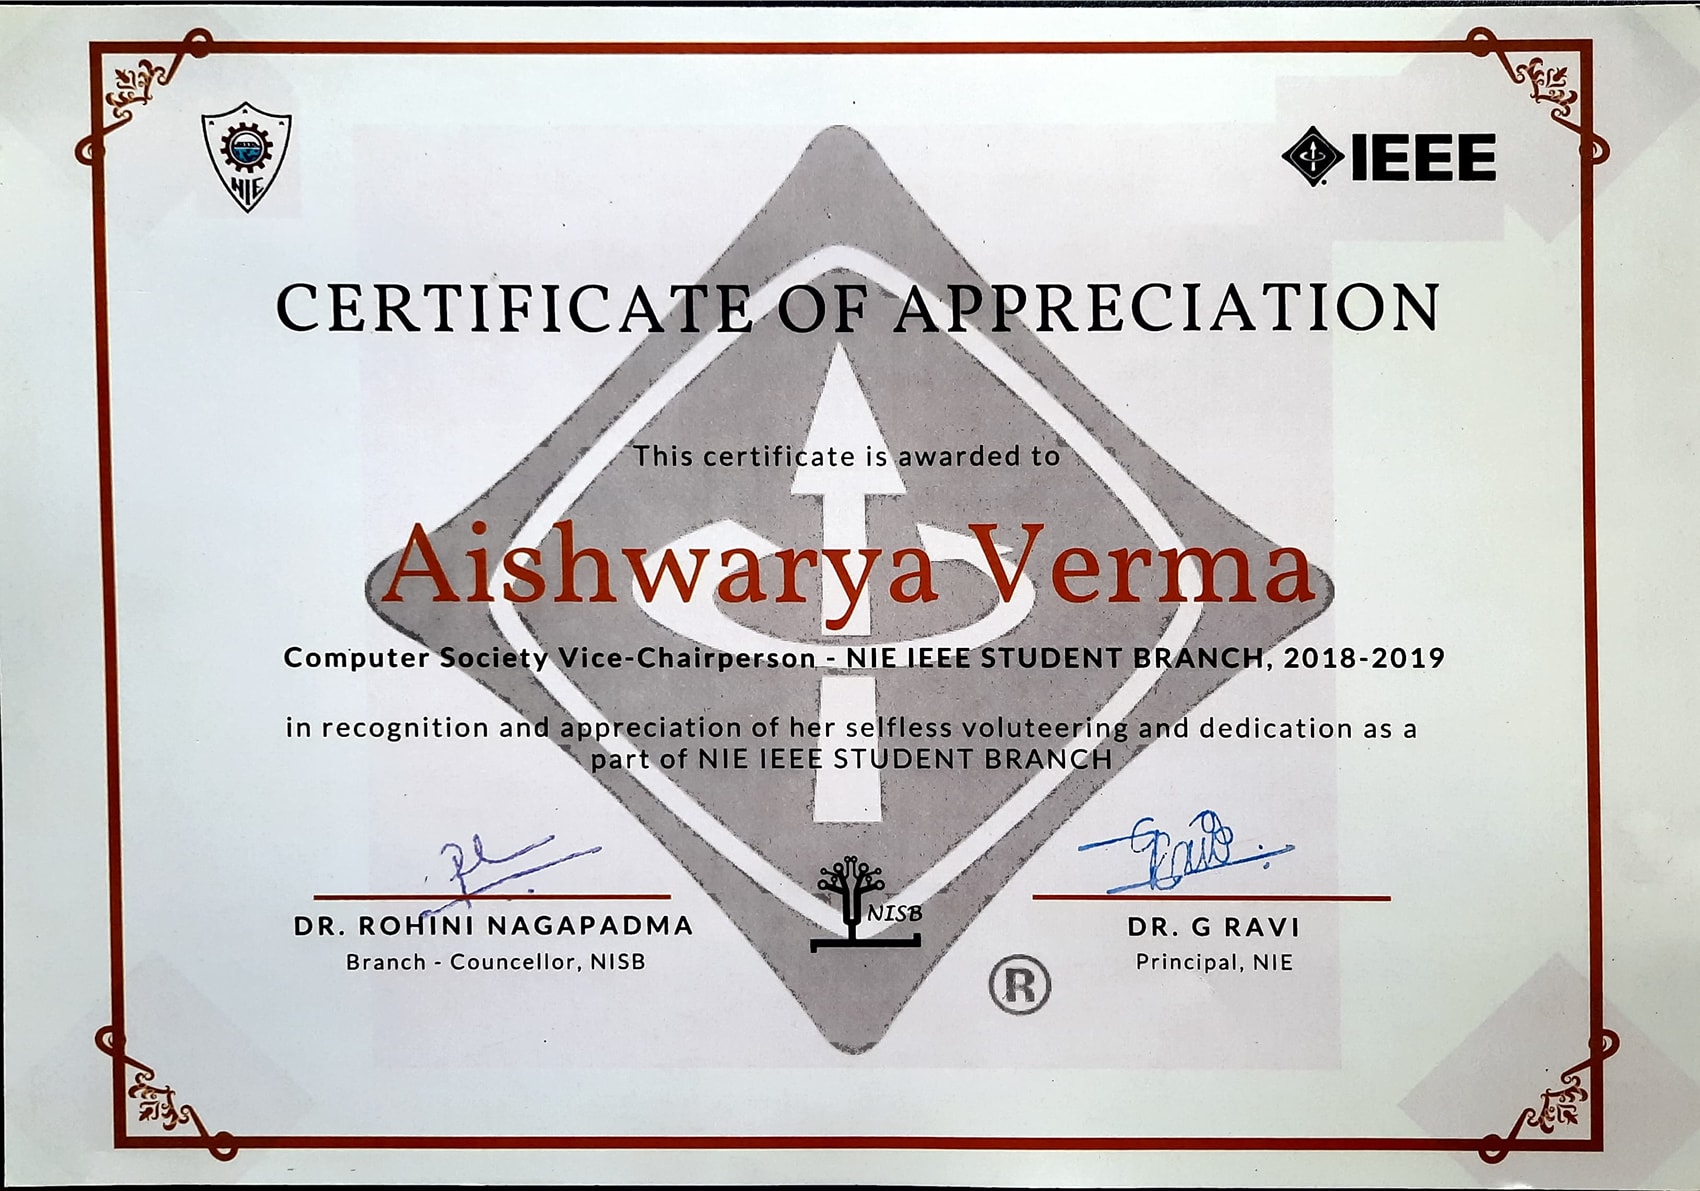 NIE
IEEE
CERTIFICATE OF APPRECIATION
This certificate is awarded to
Aishwarya Verma
Computer Society Vice-Chairperson - NIE IEEE STUDENT BRANCH, 2018-2019
in recognition and appreciation of her selfless voluteering and dedication as a
part of NIE IEEE STUDENT BRANCH
NISB
DR. ROHINI NAGAPADMA
Branch - Councellor, NISB
DR. G RAVI
Principal, NIE
®